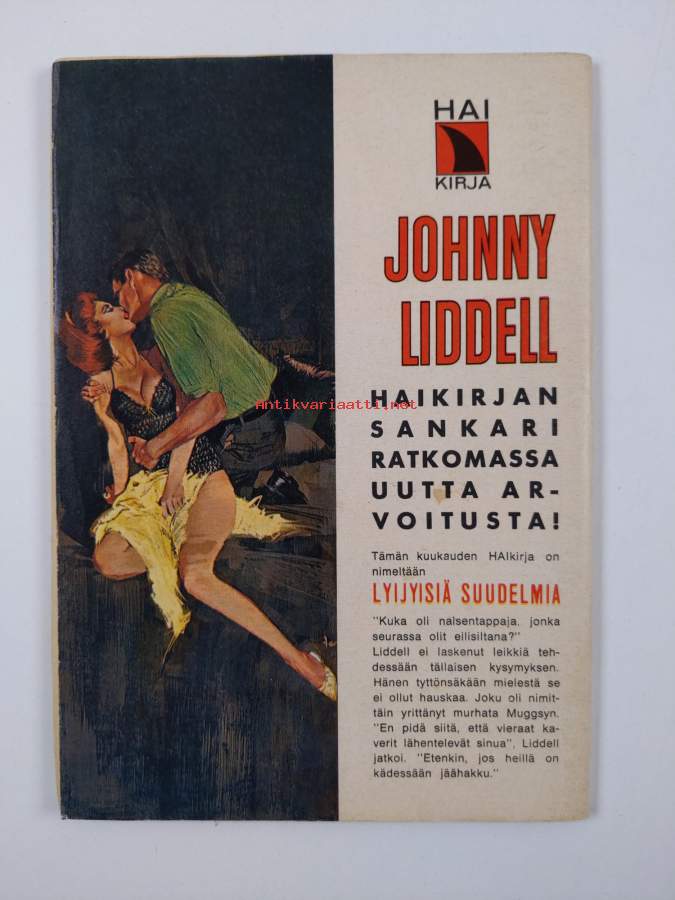 HAI
KIRJA
JOHNNY
LIDDELL
HAIKIRJAN
SANKARI
RATKOMASSA
UUTTA AR-
VOITUSTA!
Antikvariaatti.net
Tämän kuukauden HAIkirja on
nimeltään
LYIJYISIÄ SUUDELMIA
"Kuka oli naisentappaja, jonka
seurassa olit eilisiltana?"
Liddell ei laskenut leikkiä teh-
dessään tällaisen kysymyksen.
Hänen tyttönsäkään mielestä se
ei ollut hauskaa. Joku oli nimit-
täin yrittänyt murhata Muggsyn.
"En pidä siitä, että vieraat ka-
verit lähentelevät sinua", Liddell
jatkoi. "Etenkin, jos heillä on
kädessään jäähakku."